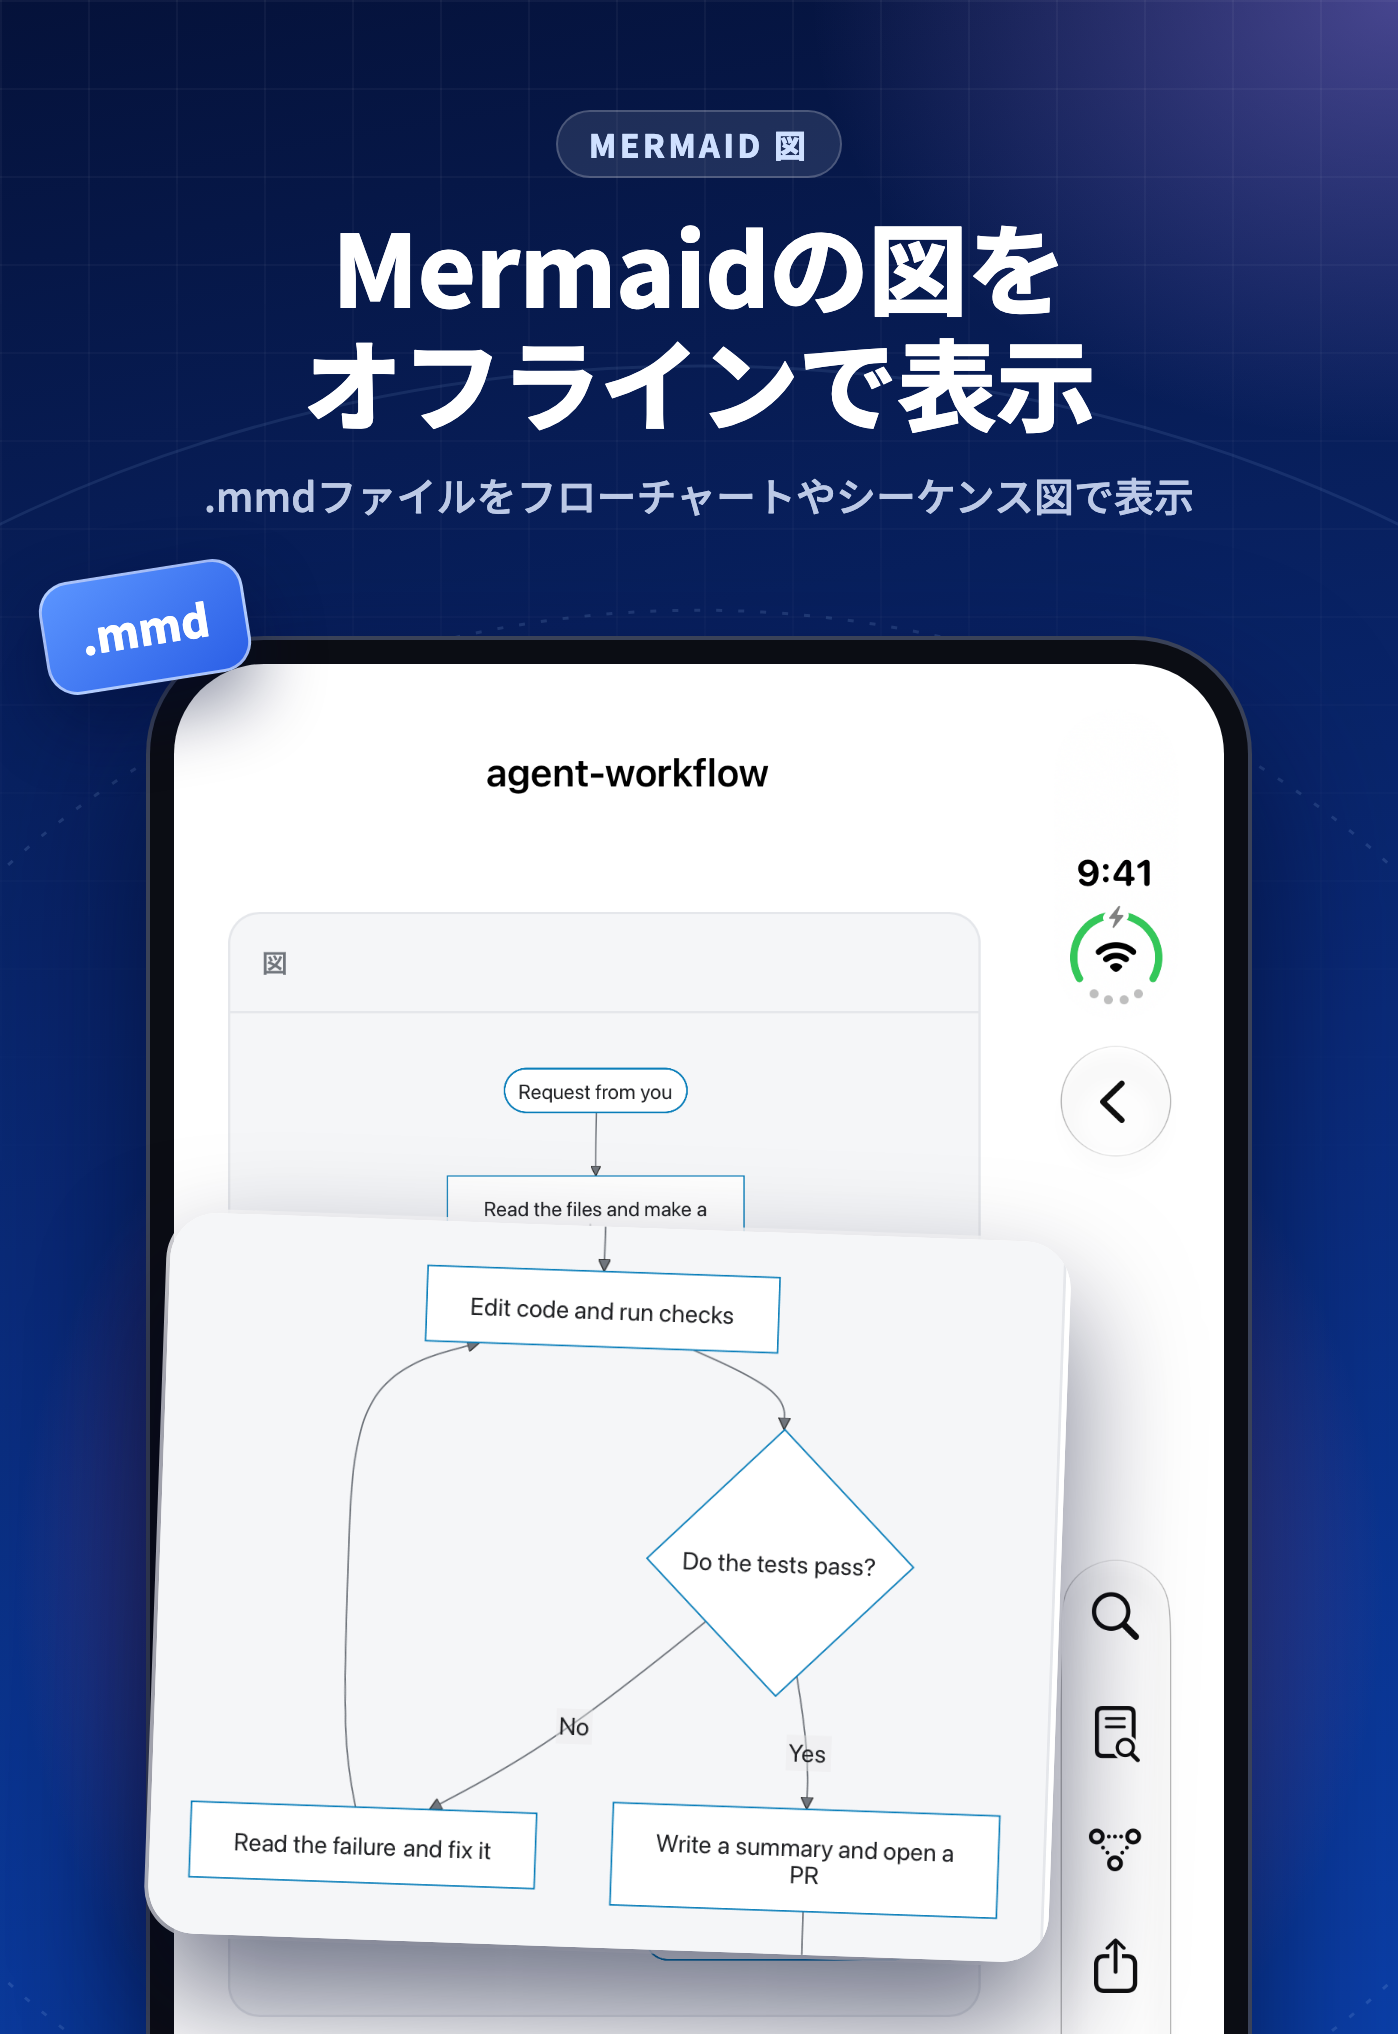 MERMAID 図
Mermaidの図を
オフラインで表示
.mmdファイルをフローチャートやシーケンス図で表示
.mmd
agent-workflow
9:41
図
Request from you
Read the files and make a
Edit code and run checks
Do the tests pass?
No
Yes
Read the failure and fix it
Write a summary and open a
PR